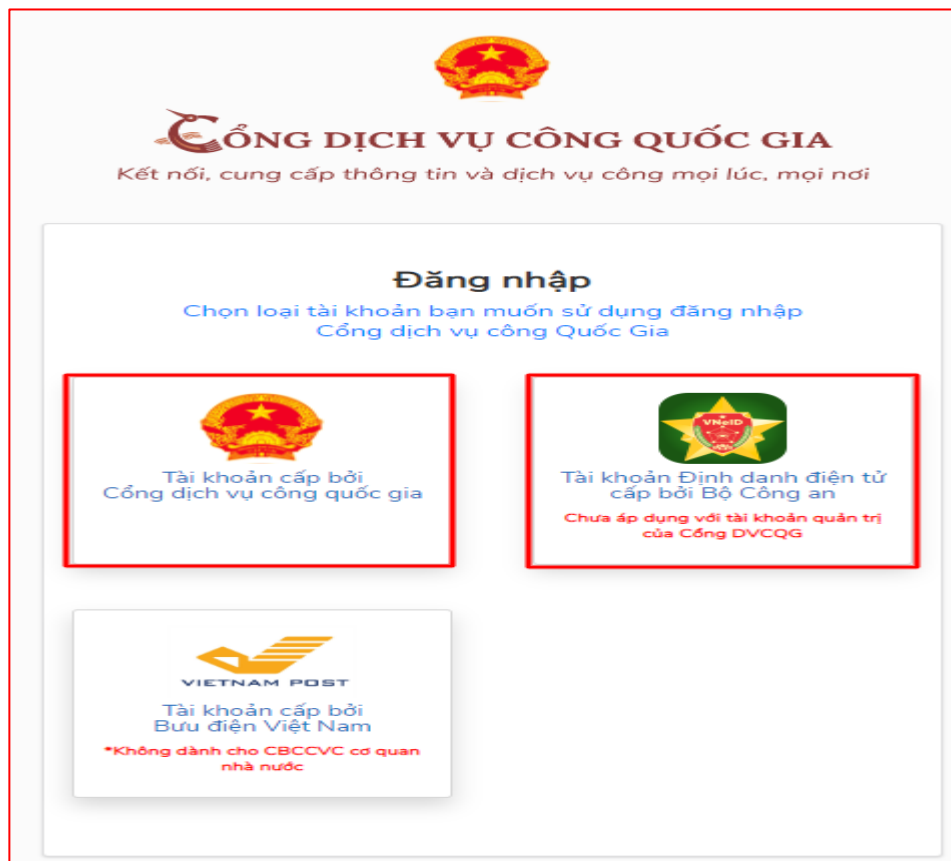 CỔNG DỊCH VỤ CÔNG QUỐC GIA
Kết nối, cung cấp thông tin và dịch vụ công mọi lúc, mọi nơi
Đăng nhập
Chọn loại tài khoản bạn muốn sử dụng đăng nhập
Cổng dịch vụ công Quốc Gia
Tài khoản cấp bởi
Cổng dịch vụ công quốc gia
VNeID
Tài khoản Định danh điện tử
cấp bởi Bộ Công an
Chưa áp dụng với tài khoản quản trị
của Cổng DVCQG
VIETNAM POST
Tài khoản cấp bởi
Bưu điện Việt Nam
*Không dành cho CBCCVC cơ quan
nhà nước